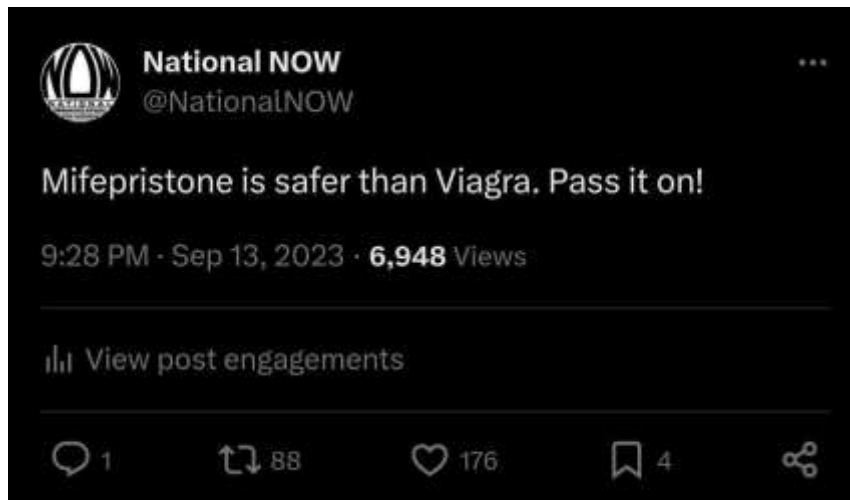 National NOW
@NationalNOW
Mifepristone is safer than Viagra. Pass it on!
9:28 PM · Sep 13, 2023 · 6,948 Views
View post engagements
1 88 176 4